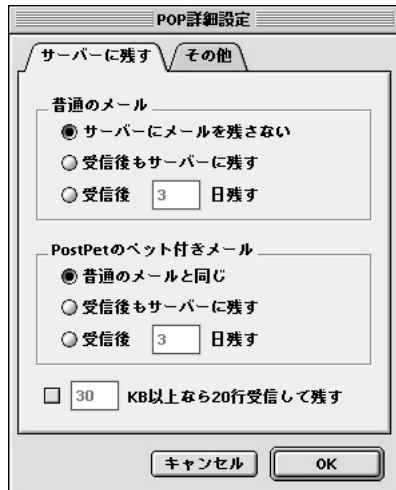 POP詳細設定
サーバーに残す その他
普通のメール
サーバーにメールを残さない
受信後もサーバーに残す
受信後 3 日残す
PostPetのペット付きメール
普通のメールと同じ
受信後もサーバーに残す
受信後 3 日残す
30 KB以上なら20行受信して残す
キャンセル OK